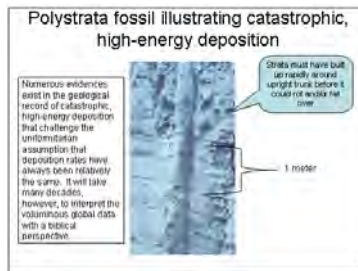 Polystrata fossil illustrating catastrophic,
high-energy deposition
Numerous evidences
exist in the geological
record of catastrophic,
high-energy deposition
that challenge the
uniformitarian
assumption that
deposition rates have
always been relatively
the same. It will take
many decades,
however, to interpret the
voluminous global data
with a biblical
perspective.
Strata must have built
up rapidly around
upright trunk before it
could rot and/or fall
over
1 meter